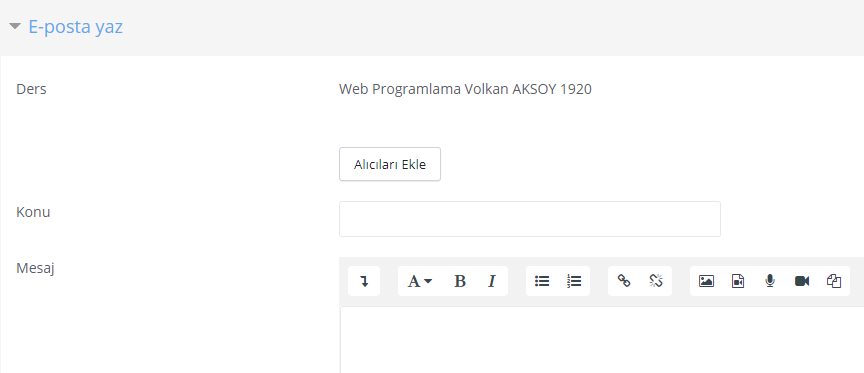 E-posta yaz
Ders Web Programlama Volkan AKSOY 1920
Alıcıları Ekle
Konu
Mesaj
A B I